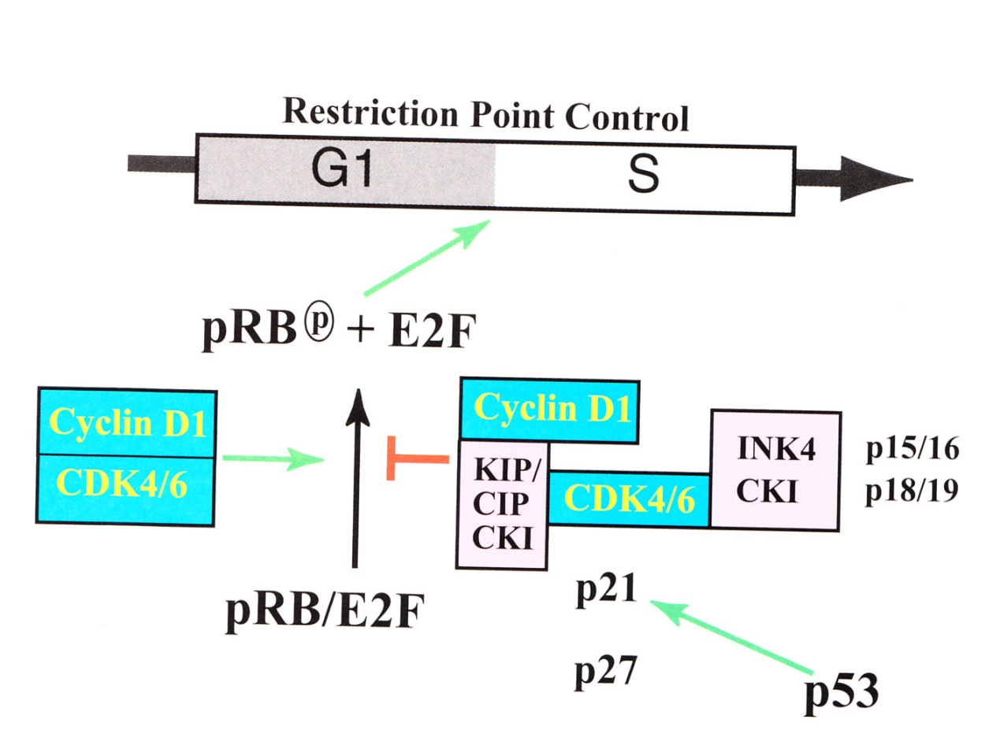 Restriction Point Control
G1
S
pRB p + E2F
Cyclin D1
CDK4/6
Cyclin D1
KIP/
CIP
CKI
CDK4/6
INK4
CKI
p15/16
p18/19
pRB/E2F
p21
p27
p53